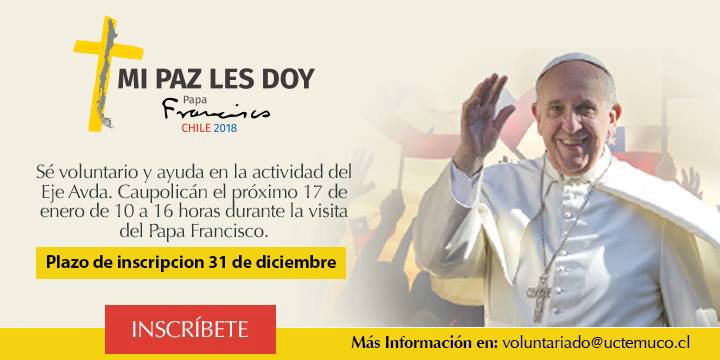 MI PAZ LES DOY
Papa
Francisco
CHILE 2018
Sé voluntario y ayuda en la actividad del
Eje Avda. Caupolicán el próximo 17 de
enero de 10 a 16 horas durante la visita
del Papa Francisco.
Plazo de inscripcion 31 de diciembre
INSCRÍBETE
Más Información en: voluntariado@uctemuco.cl